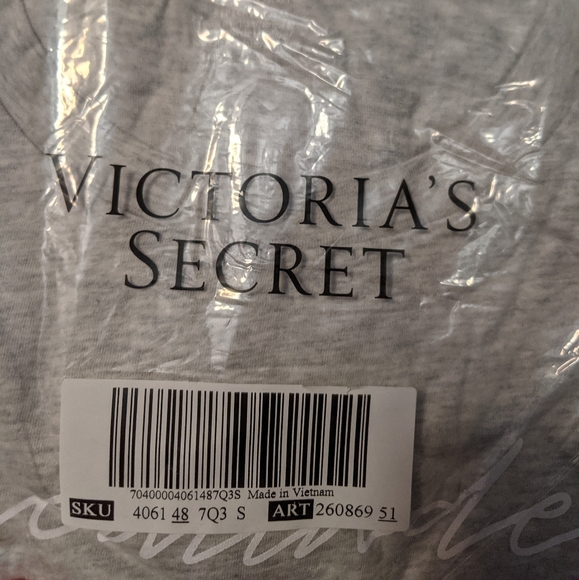 VICTORIA'S
SECRET
70400004061487Q3S Made in Vietnam
SKU 4061 48 7Q3 S ART 260869 51